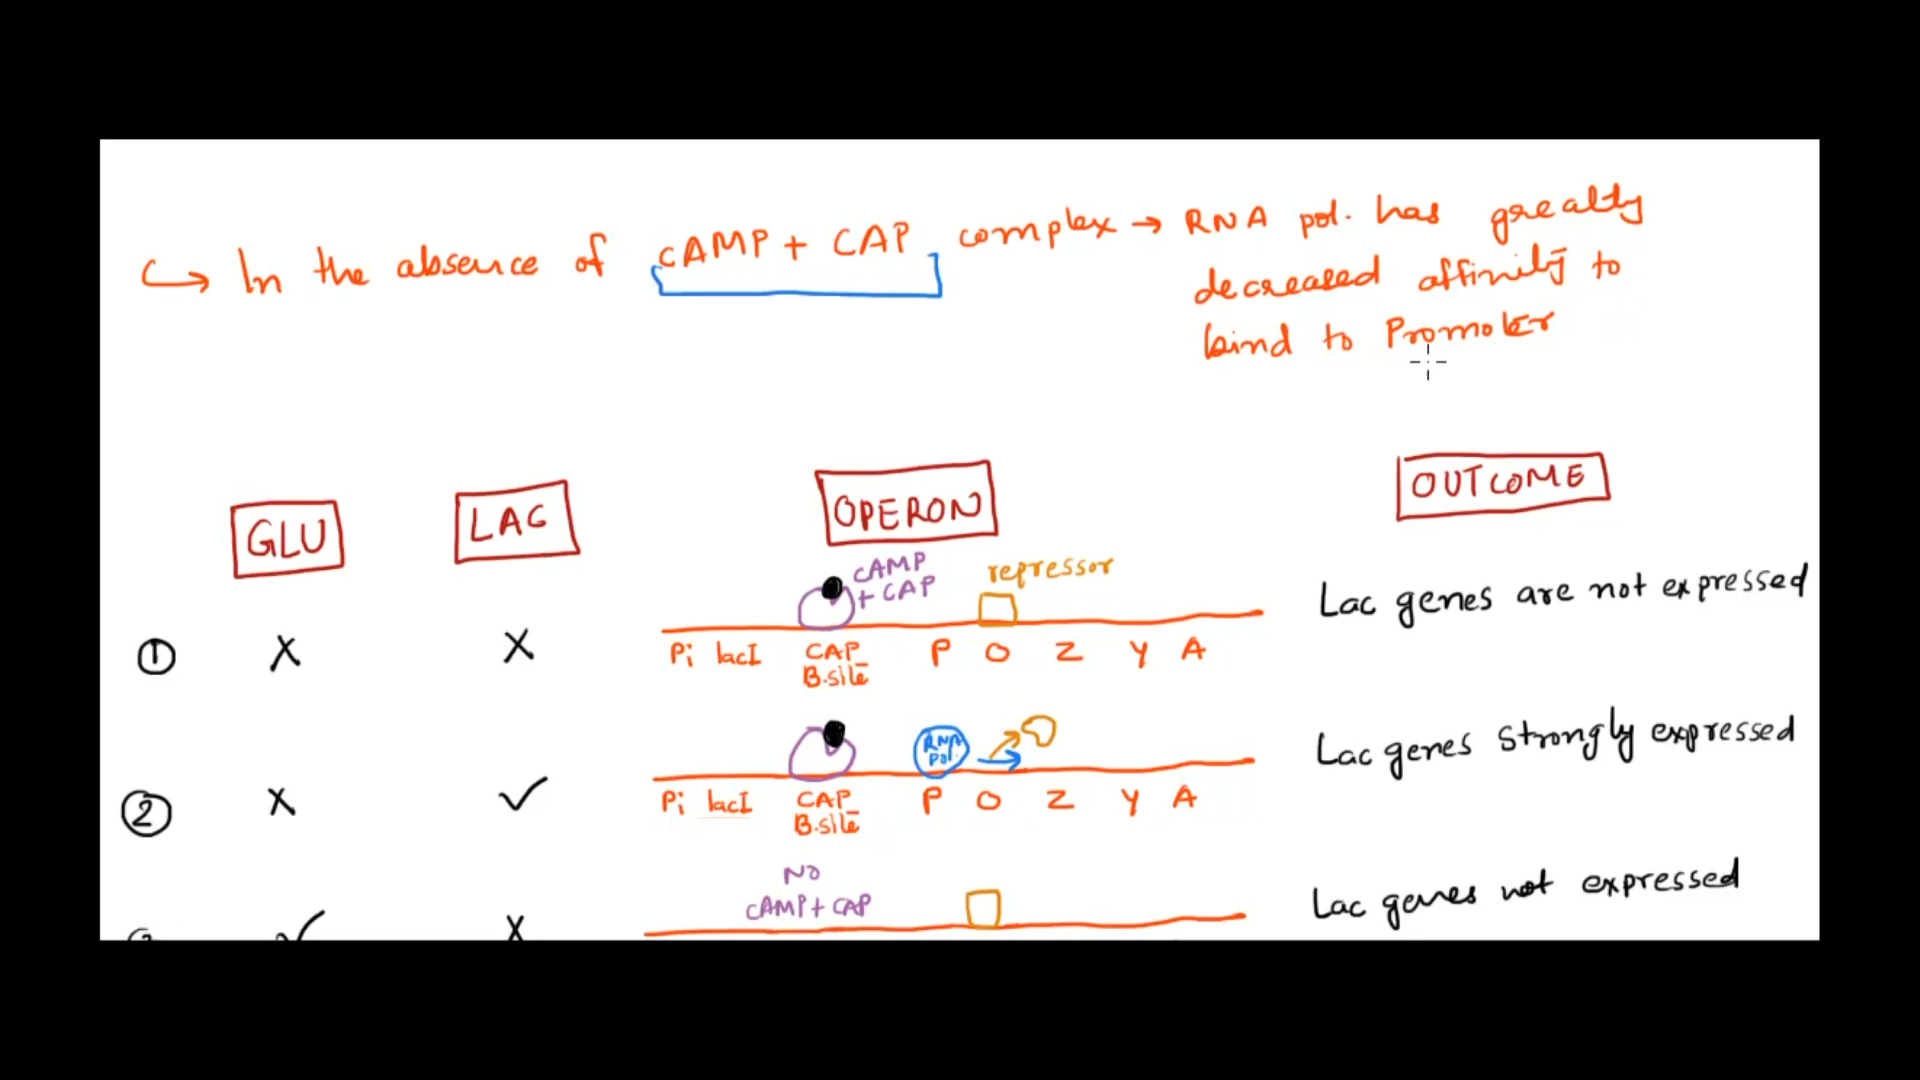 ↪ In the absence of cAMP + CAP complex → RNA pol. has greatly
decreased affinity to
bind to Promoter
GLU LAC OPERON OUTCOME
cAMP
+ CAP
repressor
Lac genes are not expressed
① X X
Pi lacI CAP B.site P O Z Y A
RNA
Pol.
Lac genes strongly expressed
② X ✓
Pi lacI CAP B.site P O Z Y A
NO
cAMP + CAP
Lac genes not expressed
✓ X